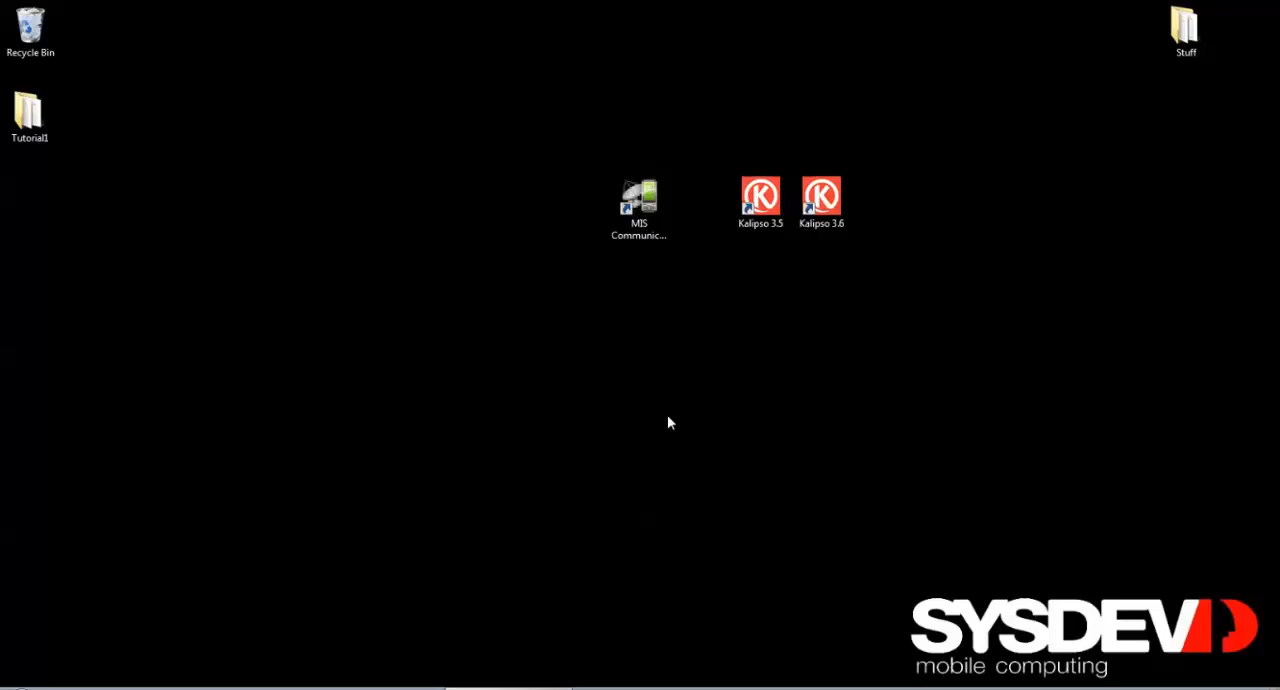 Recycle Bin
Stuff
Tutorial1
MIS
Communic...
Kalipso 3.5
Kalipso 3.6
SYSDEV
mobile computing